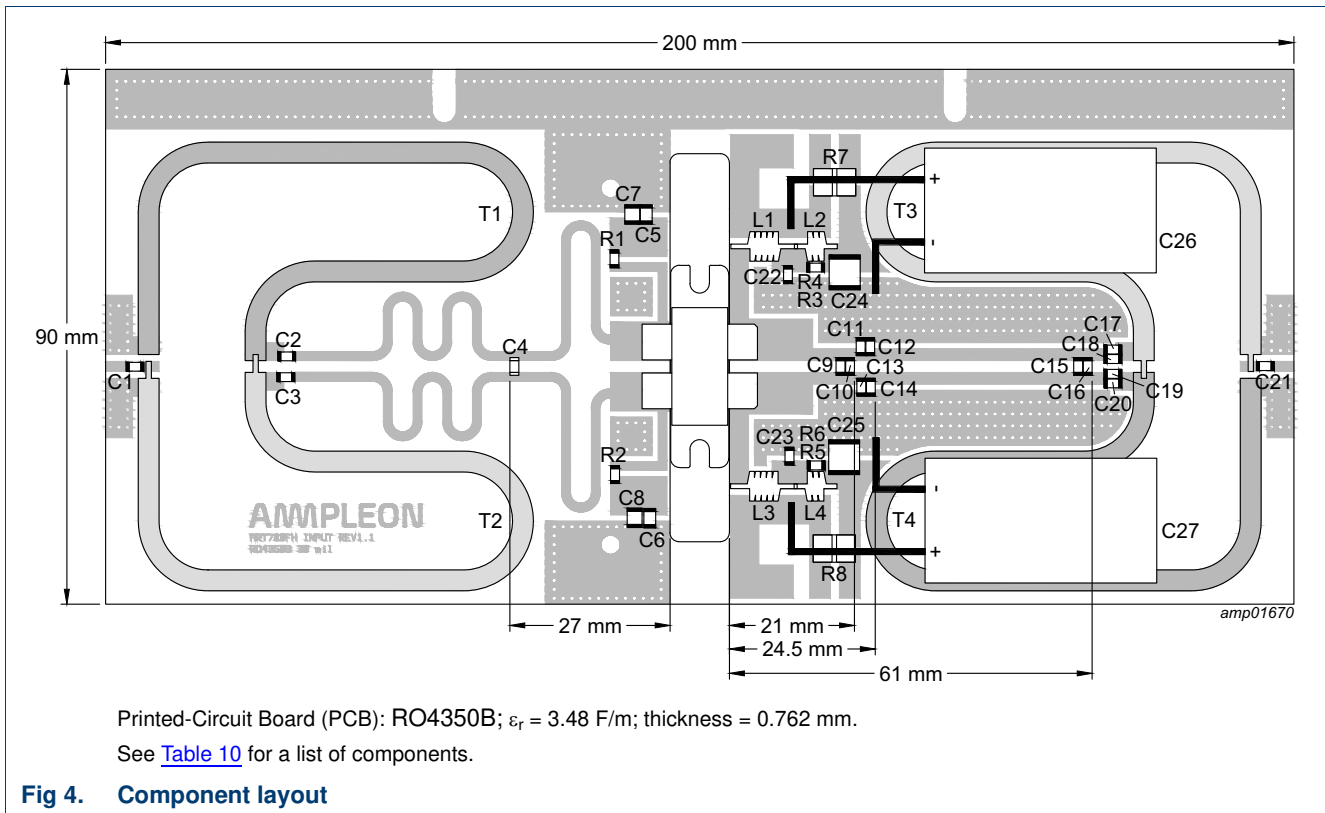 200 mm
90 mm
R7
C7
L1
L2
T1
T3
C5
R1
C26
C22
R4
R3
C24
C11
C17
C2
C12
C18
C4
C1
C9
C13
C15
C21
C3
C10
C14
C16
C20
C19
C23
R6
C25
R5
R2
AMPLEON
T2
C8
L3
L4
T4
C27
C6
INPUT REV1.1
R8
+
-
-
+
amp01670
27 mm
21 mm
24.5 mm
61 mm
Printed-Circuit Board (PCB): RO4350B; εr = 3.48 F/m; thickness = 0.762 mm.
See Table 10 for a list of components.
Fig 4. Component layout